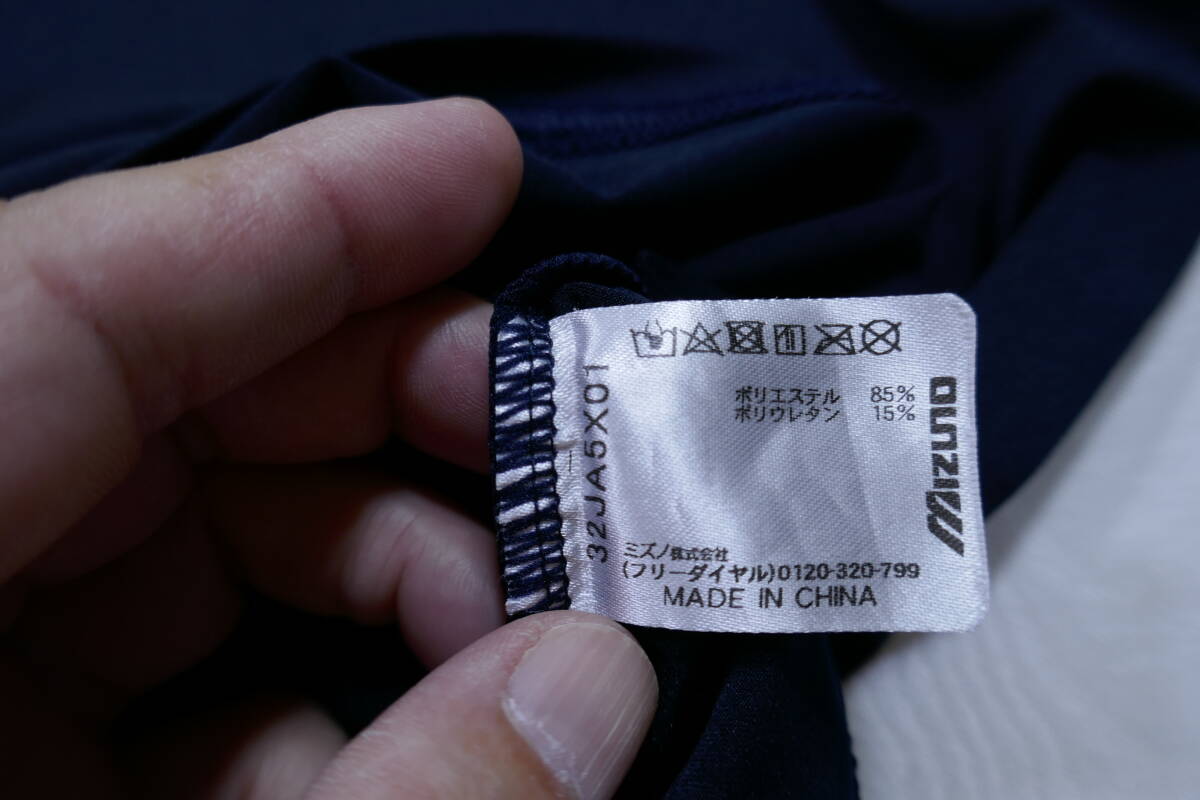 ポリエステル 85%
ポリウレタン 15%
Mizuno
32JA5X01
ミズノ株式会社
(フリーダイヤル)0120-320-799
MADE IN CHINA